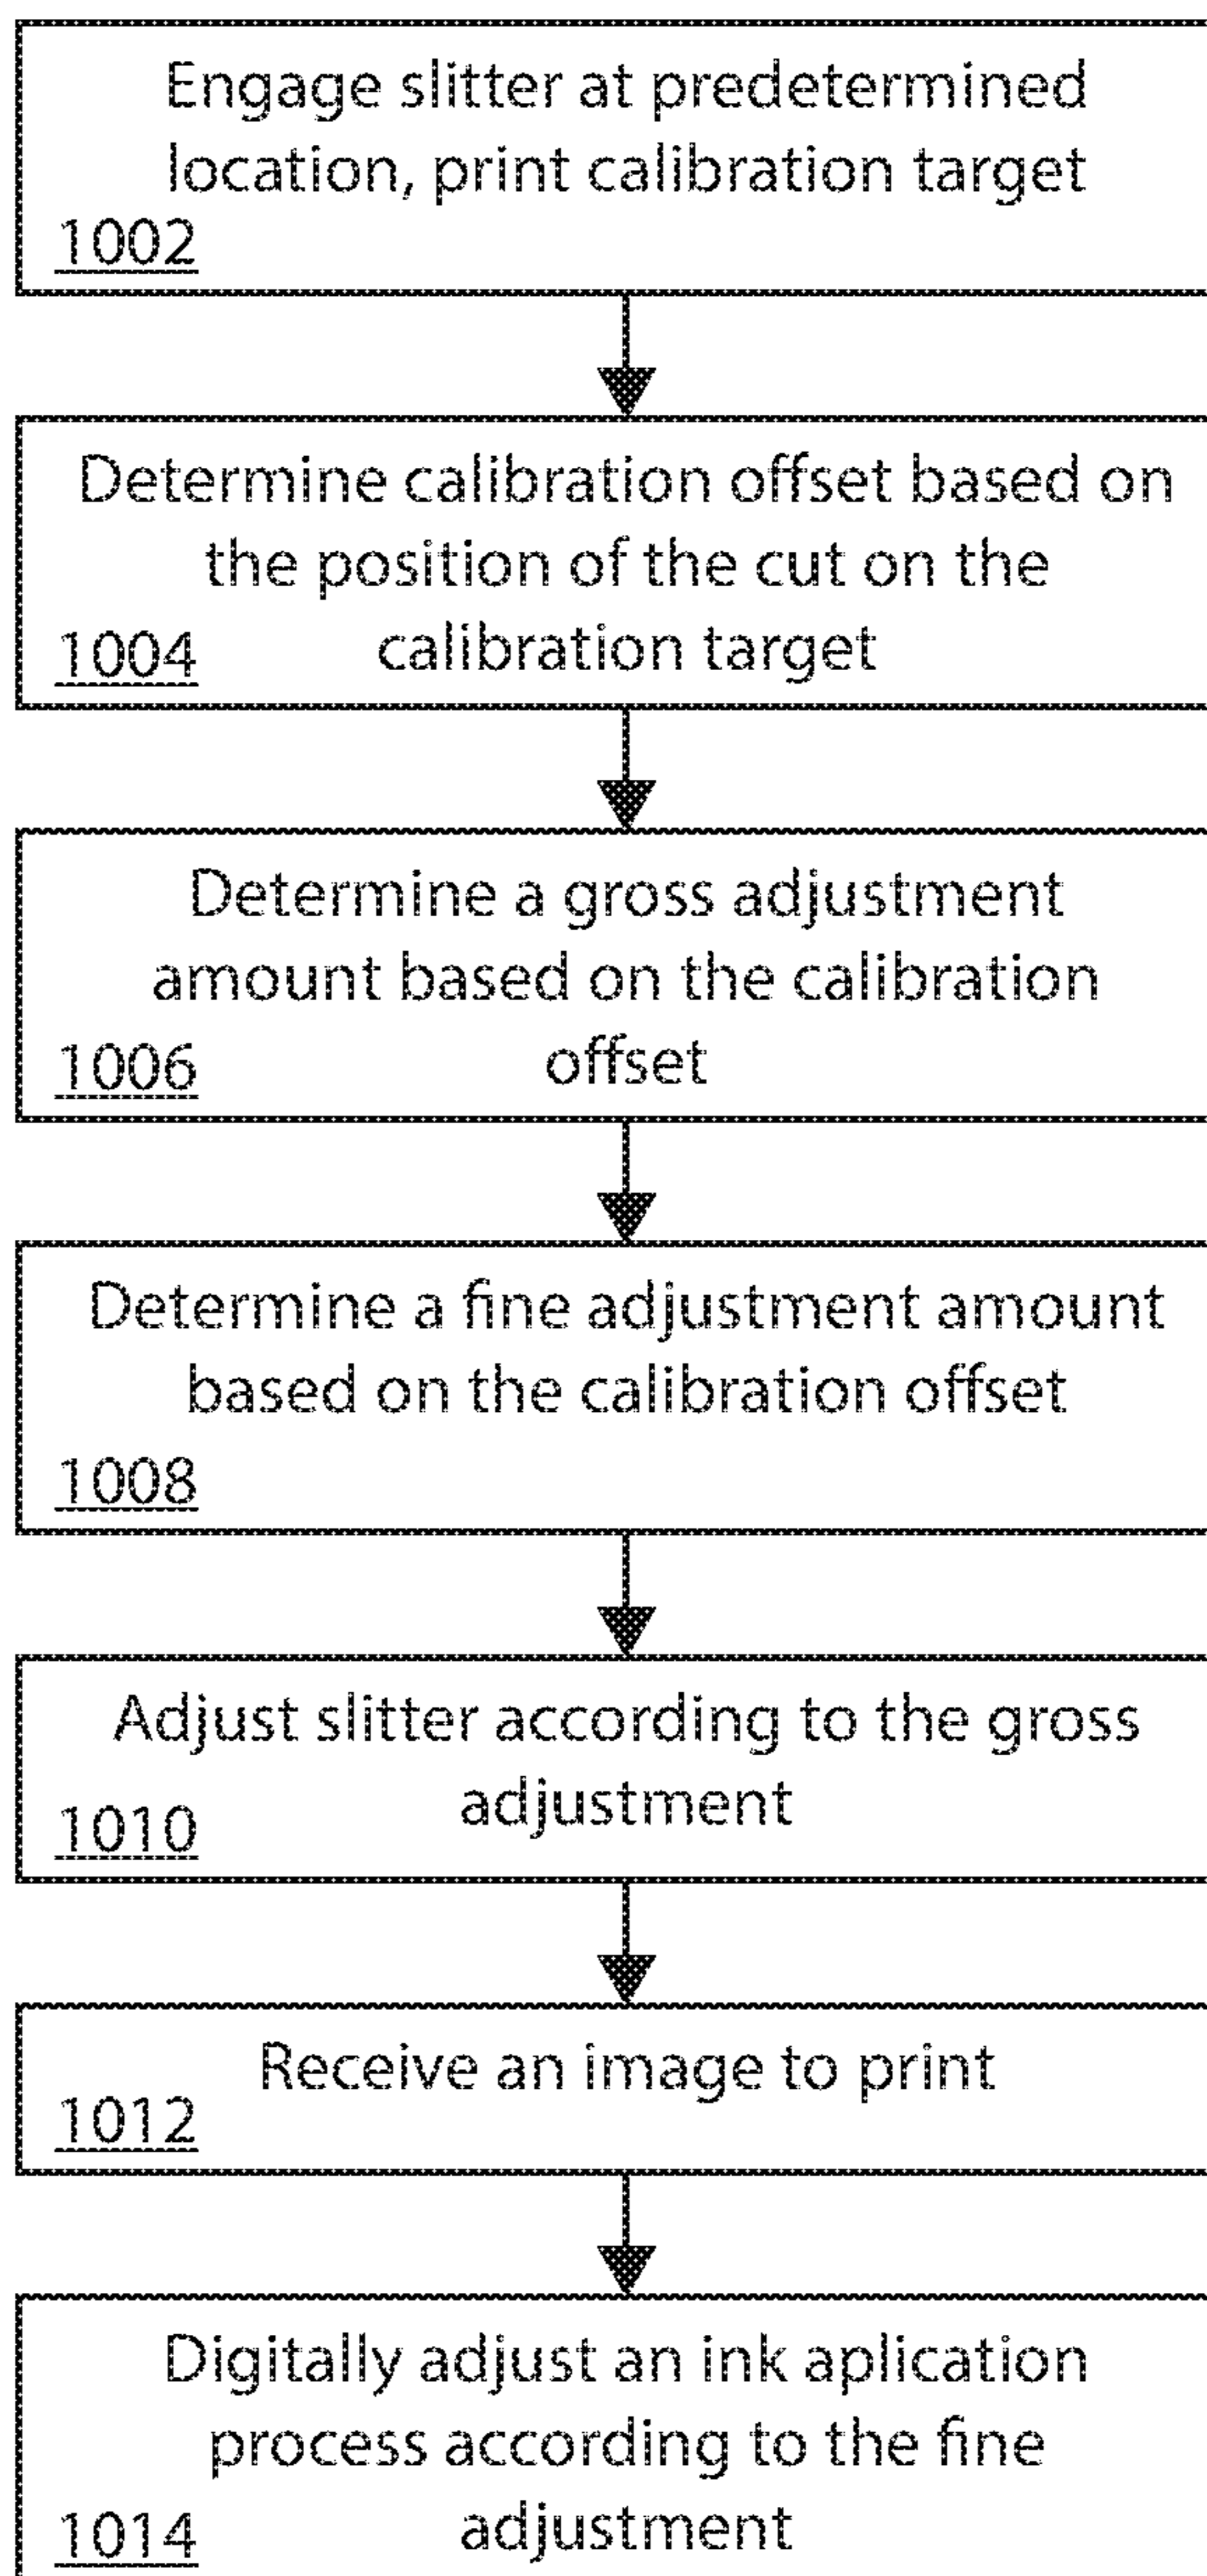 Engage slitter at predetermined
location, print calibration target
1002
Determine calibration offset based on
the position of the cut on the
calibration target
1004
Determine a gross adjustment
amount based on the calibration
offset
1006
Determine a fine adjustment amount
based on the calibration offset
1008
Adjust slitter according to the gross
adjustment
1010
Receive an image to print
1012
Digitally adjust an ink aplication
process according to the fine
adjustment
1014